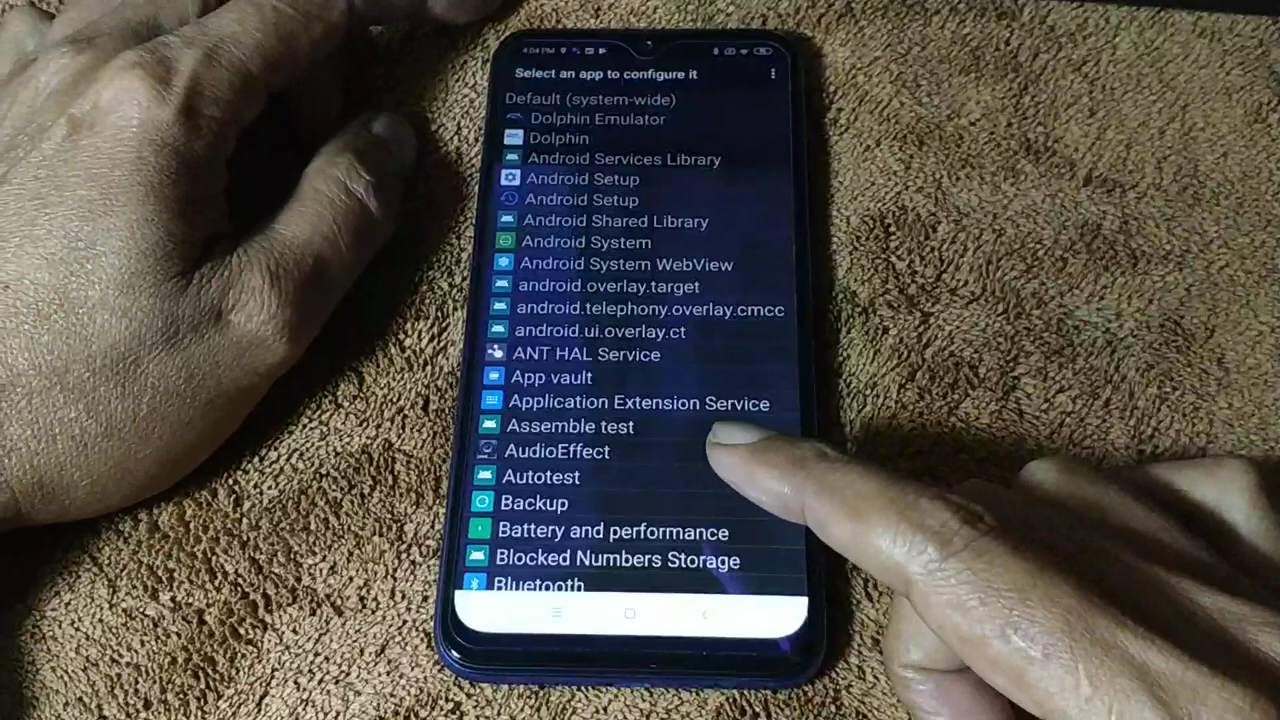 4:04 PM
Select an app to configure it
Default (system-wide)
Dolphin Emulator
Dolphin
Android Services Library
Android Setup
Android Setup
Android Shared Library
Android System
Android System WebView
android.overlay.target
android.telephony.overlay.cmcc
android.ui.overlay.ct
ANT HAL Service
App vault
Application Extension Service
Assemble test
AudioEffect
Autotest
Backup
Battery and performance
Blocked Numbers Storage
Bluetooth